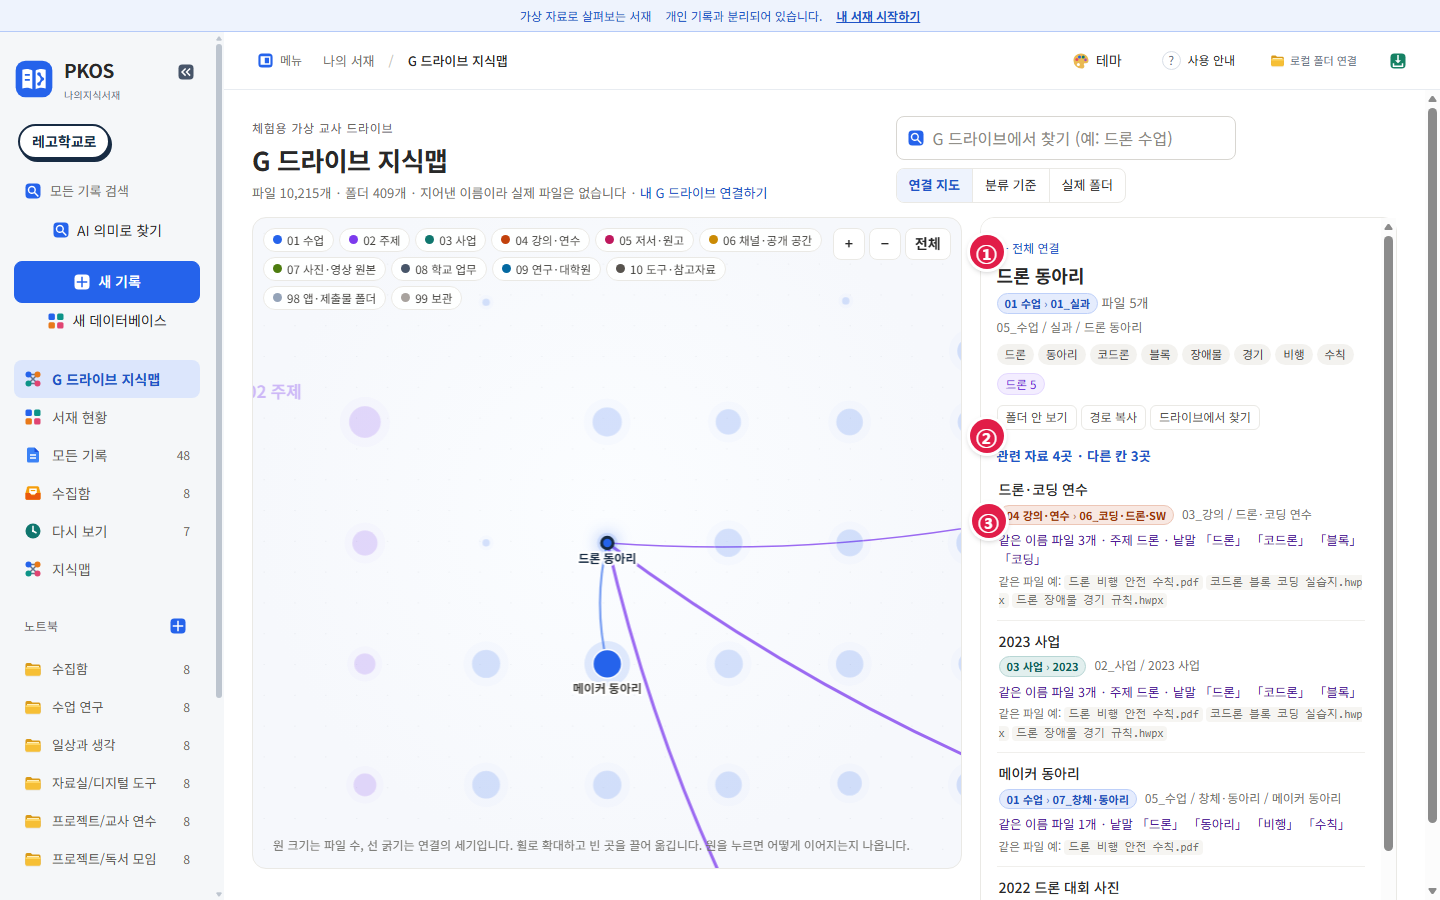 가상 자료로 살펴보는 서재 개인 기록과 분리되어 있습니다. 내 서재 시작하기
PKOS
나의지식서재
레고학교로
모든 기록 검색
AI 의미로 찾기
새 기록
새 데이터베이스
G 드라이브 지식맵
서재 현황
모든 기록 48
수집함 8
다시 보기 7
지식맵
노트북
수집함 8
수업 연구 8
일상과 생각 8
자료실/디지털 도구 8
프로젝트/교사 연수 8
프로젝트/독서 모임 8
메뉴 나의 서재 / G 드라이브 지식맵
테마 ? 사용 안내 로컬 폴더 연결
체험용 가상 교사 드라이브
G 드라이브 지식맵
파일 10,215개 · 폴더 409개 · 지어낸 이름이라 실제 파일은 없습니다 · 내 G 드라이브 연결하기
G 드라이브에서 찾기 (예: 드론 수업)
연결 지도 분류 기준 실제 폴더
01 수업 02 주제 03 사업 04 강의·연수 05 저서·원고 06 채널·공개 공간
07 사진·영상 원본 08 학교 업무 09 연구·대학원 10 도구·참고자료
98 앱·제출물 폴더 99 보관
+ − 전체
02 주제
드론 동아리
메이커 동아리
원 크기는 파일 수, 선 굵기는 연결의 세기입니다. 휠로 확대하고 빈 곳을 끌어 옮깁니다. 원을 누르면 어떻게 이어지는지 나옵니다.
① · 전체 연결
드론 동아리
01 수업 › 01_실과 파일 5개
05_수업 / 실과 / 드론 동아리
드론 동아리 코드론 블록 장애물 경기 비행 수칙
드론 5
폴더 안 보기 경로 복사 드라이브에서 찾기
②
관련 자료 4곳 · 다른 칸 3곳
드론·코딩 연수
③ 04 강의·연수 › 06_코딩·드론·SW 03_강의 / 드론·코딩 연수
같은 이름 파일 3개 · 주제 드론 · 낱말 「드론」 「코드론」 「블록」
「코딩」
같은 파일 예: 드론 비행 안전 수칙.pdf 코드론 블록 코딩 실습지.hwp
x 드론 장애물 경기 규칙.hwpx
2023 사업
03 사업 › 2023 02_사업 / 2023 사업
같은 이름 파일 3개 · 주제 드론 · 낱말 「드론」 「코드론」 「블록」
같은 파일 예: 드론 비행 안전 수칙.pdf 코드론 블록 코딩 실습지.hwp
x 드론 장애물 경기 규칙.hwpx
메이커 동아리
01 수업 › 07_창체·동아리 05_수업 / 창체·동아리 / 메이커 동아리
같은 이름 파일 1개 · 낱말 「드론」 「동아리」 「비행」 「수칙」
같은 파일 예: 드론 비행 안전 수칙.pdf
2022 드론 대회 사진